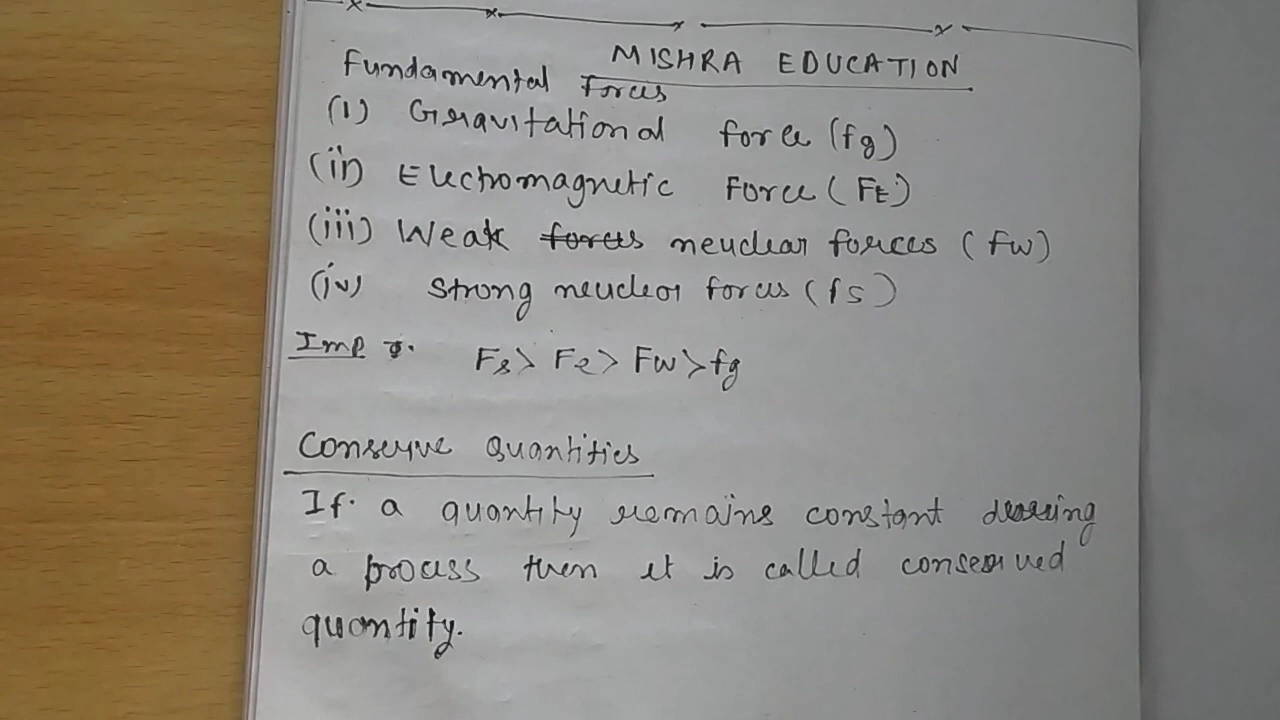 MISHRA EDUCATION
Fundamental Forces
(i) Gravitational force (fg)
(ii) Electromagnetic Force (FE)
(iii) Weak forces neuclear forces (fw)
(iv) Strong neuclear forces (fs)
Imp :- Fs > Fe > Fw > fg
Conserve Quantities
If a quantity remains constant during
a process then it is called conserved
quantity.